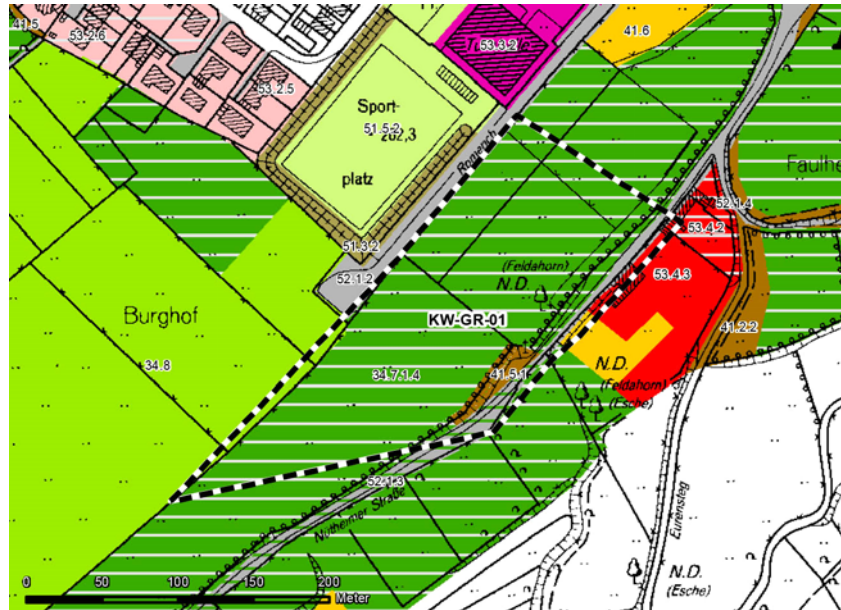 41.5
53.2.6
53.2.5
53.3.2
41.6
Sport-
51.5.2
282,3
platz
Römerich
51.3.2
52.1.2
Faulhe
52.1.4
53.4.2
53.4.3
(Feldahorn)
N.D.
KW-GR-01
Burghof
34.8
34.7.1.4
41.5.1
41.2.2
N.D.
(Feldahorn)
(Esche)
52.1.3
Nütheimer Straße
Eurensteg
N.D.
(Esche)
0 50 100 150 200
Meter